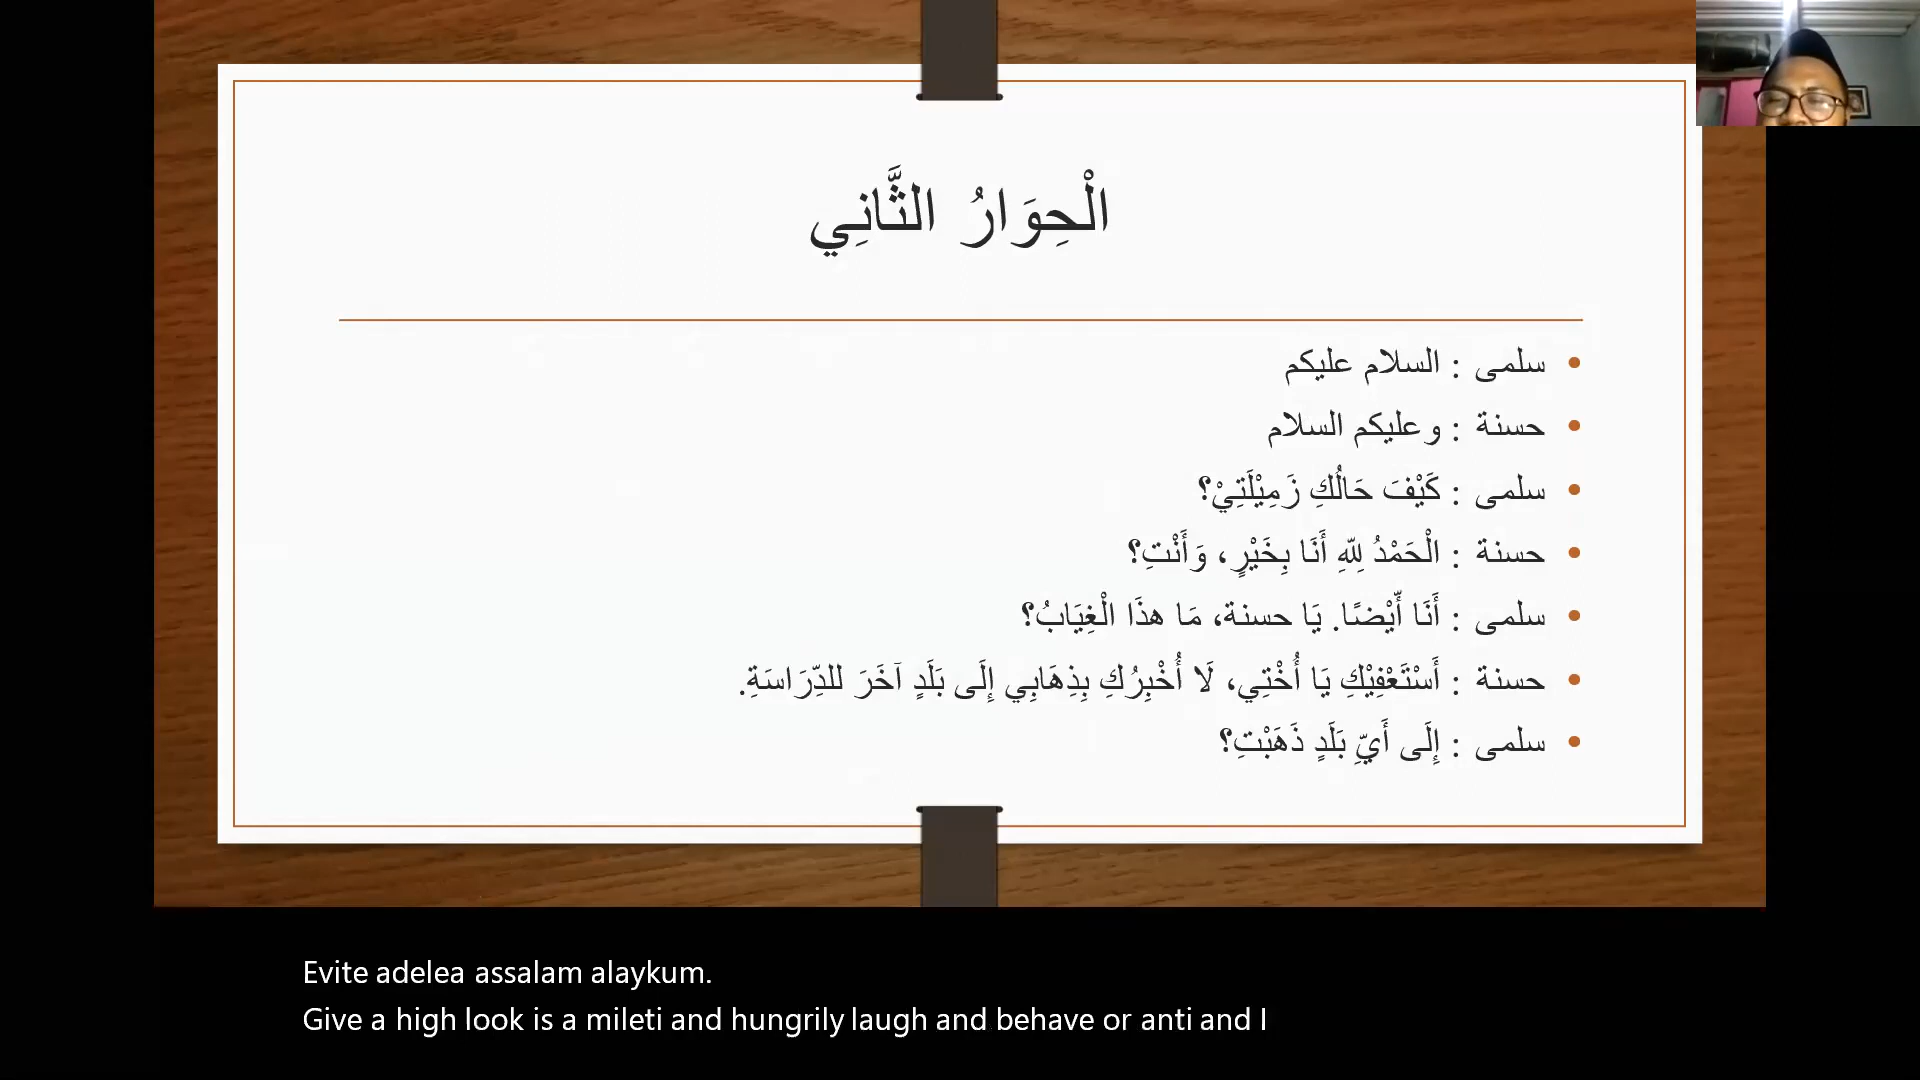 الْحِوَارُ الثَّانِي
• سلمى : السلام عليكم
• حسنة : وعليكم السلام
• سلمى : كَيْفَ حَالُكِ زَمِيْلَتِيْ؟
• حسنة : الْحَمْدُ لِلّهِ أَنَا بِخَيْرٍ، وَأَنْتِ؟
• سلمى : أَنَا أَيْضًا. يَا حسنة، مَا هذَا الْغِيَابُ؟
• حسنة : أَسْتَعْفِيْكِ يَا أُخْتِي، لَا أُخْبِرُكِ بِذِهَابِي إِلَى بَلَدٍ آخَرَ للدِّرَاسَةِ.
• سلمى : إِلَى أَيِّ بَلَدٍ ذَهَبْتِ؟
Evite adelea assalam alaykum.
Give a high look is a mileti and hungrily laugh and behave or anti and I